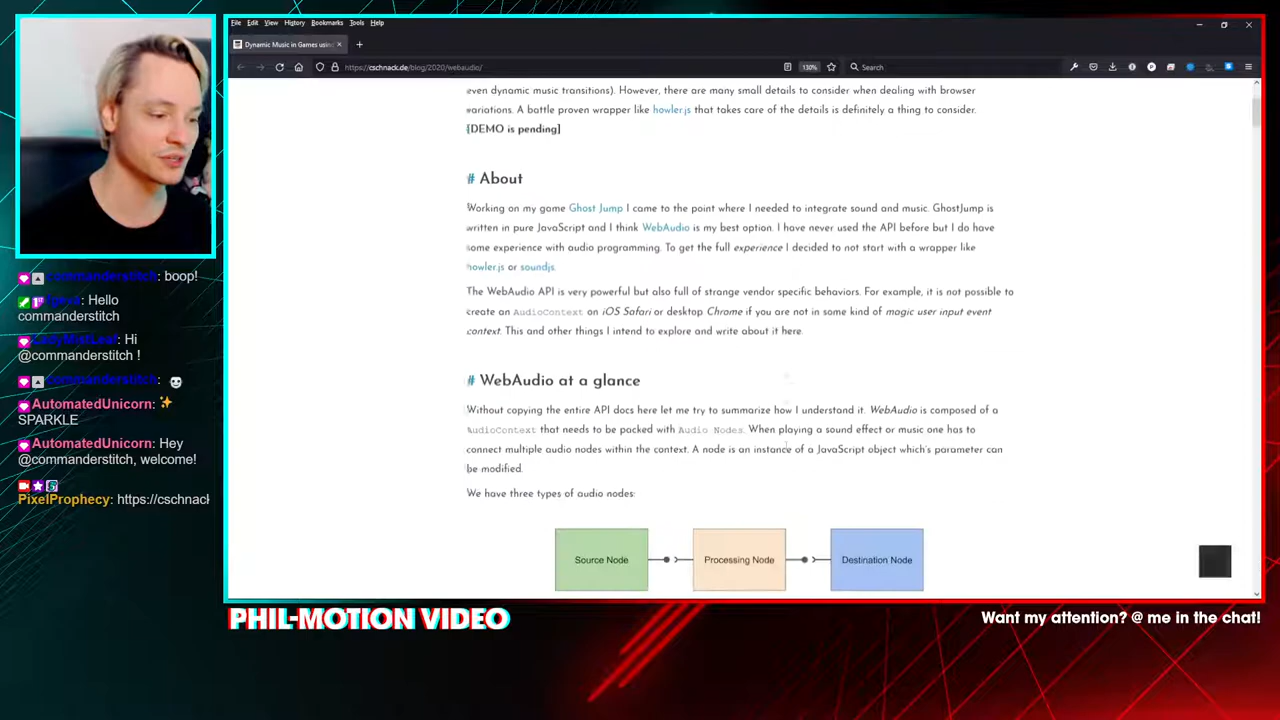 File Edit View History Bookmarks Tools Help
Dynamic Music in Games usin
https://cschnack.de/blog/2020/webaudio/
130%
Search
even dynamic music transitions). However, there are many small details to consider when dealing with browser
variations. A battle proven wrapper like howler.js that takes care of the details is definitely a thing to consider.
[DEMO is pending]
# About
Working on my game Ghost Jump I came to the point where I needed to integrate sound and music. GhostJump is
written in pure JavaScript and I think WebAudio is my best option. I have never used the API before but I do have
some experience with audio programming. To get the full experience I decided to not start with a wrapper like
howler.js or soundjs.
The WebAudio API is very powerful but also full of strange vendor specific behaviors. For example, it is not possible to
create an AudioContext on iOS Safari or desktop Chrome if you are not in some kind of magic user input event
context. This and other things I intend to explore and write about it here.
# WebAudio at a glance
Without copying the entire API docs here let me try to summarize how I understand it. WebAudio is composed of a
AudioContext that needs to be packed with Audio Nodes. When playing a sound effect or music one has to
connect multiple audio nodes within the context. A node is an instance of a JavaScript object which's parameter can
be modified.
We have three types of audio nodes:
Source Node
Processing Node
Destination Node
commanderstitch: boop!
: Hello
commanderstitch
LadyMistLeaf: Hi
@commanderstitch !
commanderstitch:
AutomatedUnicorn:
SPARKLE
AutomatedUnicorn: Hey
@commanderstitch, welcome!
PixelProphecy: https://cschnack
PHIL-MOTION VIDEO
Want my attention? @ me in the chat!